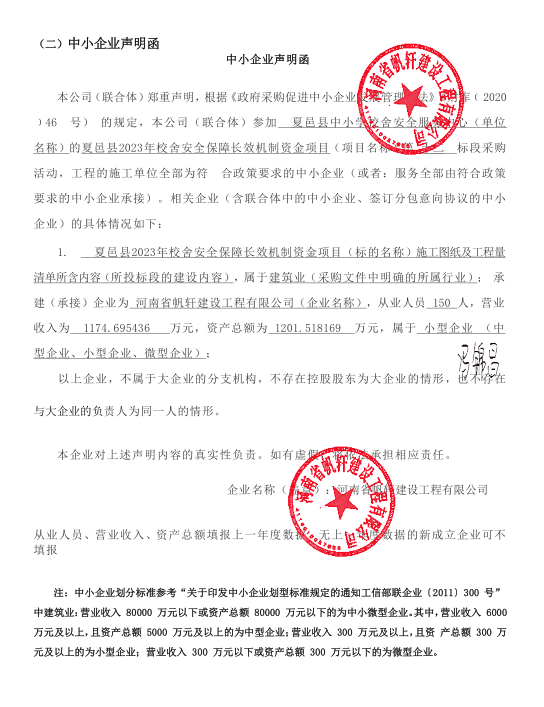 （二）中小企业声明函
中小企业声明函
本公司（联合体）郑重声明，根据《政府采购促进中小企业发展管理办法》（财库﹝2020
﹞46 号）的规定，本公司（联合体）参加 夏邑县中小学校舍安全服务中心（单位
名称）的夏邑县2023年校舍安全保障长效机制资金项目（项目名称） 标段采购
活动，工程的施工单位全部为符 合政策要求的中小企业（或者：服务全部由符合政策
要求的中小企业承接）。相关企业（含联合体中的中小企业、签订分包意向协议的中小
企业）的具体情况如下：
1. 夏邑县2023年校舍安全保障长效机制资金项目（标的名称）施工图纸及工程量
清单所含内容（所投标段的建设内容），属于建筑业（采购文件中明确的所属行业）； 承
建（承接）企业为 河南省帆轩建设工程有限公司（企业名称），从业人员 150 人，营业
收入为 1174.695436 万元，资产总额为 1201.518169 万元，属于 小型企业 （中
型企业、小型企业、微型企业）；
以上企业，不属于大企业的分支机构，不存在控股股东为大企业的情形，也不存在
与大企业的负责人为同一人的情形。
本企业对上述声明内容的真实性负责。如有虚假，将依法承担相应责任。
企业名称（盖章）：河南省帆轩建设工程有限公司
从业人员、营业收入、资产总额填报上一年度数据，无上一年度数据的新成立企业可不
填报
注：中小企业划分标准参考“关于印发中小企业划型标准规定的通知工信部联企业〔2011〕300 号”
中建筑业：营业收入 80000 万元以下或资产总额 80000 万元以下的为中小微型企业。其中，营业收入 6000
万元及以上，且资产总额 5000 万元及以上的为中型企业；营业收入 300 万元及以上，且资 产总额 300 万
元及以上的为小型企业；营业收入 300 万元以下或资产总额 300 万元以下的为微型企业。
河南省帆轩建设工程有限公司
河南省帆轩建设工程有限公司